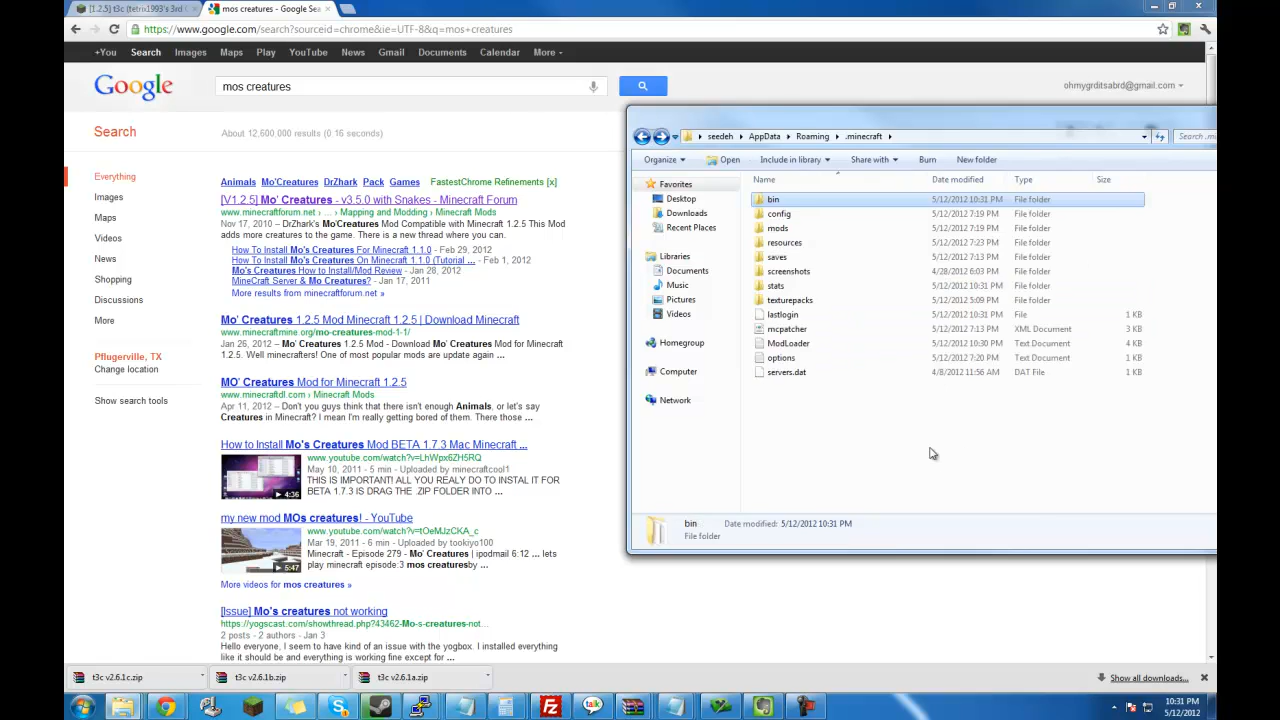 [1.2.5] t3c (tetrix1993's 3rd
mos creatures - Google Sea
https://www.google.com/search?sourceid=chrome&ie=UTF-8&q=mos+creatures
+You Search Images Maps Play YouTube News Gmail Documents Calendar More
Google
mos creatures
ohmygrditsabrd@gmail.com
Search
About 12,600,000 results (0.16 seconds)
Everything
Images
Maps
Videos
News
Shopping
Discussions
More
Pflugerville, TX
Change location
Show search tools
Animals Mo'Creatures DrZhark Pack Games FastestChrome Refinements [x]
[V1.2.5] Mo' Creatures - v3.5.0 with Snakes - Minecraft Forum
www.minecraftforum.net › ... › Mapping and Modding › Minecraft Mods
Nov 17, 2010 – DrZhark's Mo'Creatures Mod Compatible with Minecraft 1.2.5 This Mod
adds more creatures to the game. There is a new thread where you can.
How To Install Mo's Creatures For Minecraft 1.1.0 - Feb 29, 2012
How To Install Mo's Creatures On Minecraft 1.1.0 (Tutorial ... - Feb 1, 2012
Mo's Creatures How to Install/Mod Review - Jan 28, 2012
MineCraft Server & Mo Creatures? - Jan 17, 2011
More results from minecraftforum.net »
Mo' Creatures 1.2.5 Mod Minecraft 1.2.5 | Download Minecraft
www.minecraftmine.org/mo-creatures-mod-1-1/
Jan 26, 2012 – Mo' Creatures 1.2.5 Mod - Download Mo' Creatures Mod for Minecraft
1.2.5. Well minecrafters! One of most popular mods are update again ...
MO' Creatures Mod for Minecraft 1.2.5
www.minecraftdl.com › Minecraft Mods
Apr 11, 2012 – Don't you guys think that there isn't enough Animals, or let's say
Creatures in Minecraft? I mean I'm really getting bored of them. There those ...
How to Install Mo's Creatures Mod BETA 1.7.3 Mac Minecraft ...
www.youtube.com/watch?v=LhWpx6ZH5RQ
May 10, 2011 - 5 min - Uploaded by minecraftcool1
THIS IS IMPORTANT! ALL YOU REALY DO TO INSTAL IT FOR
BETA 1.7.3 IS DRAG THE .ZIP FOLDER INTO ...
4:36
my new mod MOs creatures! - YouTube
www.youtube.com/watch?v=tOeMJzCKA_c
Mar 19, 2011 - 6 min - Uploaded by tookiyo100
Minecraft - Episode 279 - Mo' Creatures | ipodmail 6:12 ... lets
play minecraft episode:3 mos creaturesby ...
5:47
More videos for mos creatures »
[Issue] Mo's creatures not working
https://yogscast.com/showthread.php?43462-Mo-s-creatures-not...
2 posts - 2 authors - Jan 3
Hello everyone, I seem to have kind of an issue with the yogbox. I installed everything
like it should be and everything is working fine except for ...
seedeh AppData Roaming .minecraft
Search .mi
Organize Open Include in library Share with Burn New folder
Name Date modified Type Size
Favorites
Desktop
Downloads
Recent Places
Libraries
Documents
Music
Pictures
Videos
Homegroup
Computer
Network
bin 5/12/2012 10:31 PM File folder
config 5/12/2012 7:19 PM File folder
mods 5/12/2012 7:19 PM File folder
resources 5/12/2012 7:23 PM File folder
saves 5/12/2012 7:13 PM File folder
screenshots 4/28/2012 6:03 PM File folder
stats 5/12/2012 10:31 PM File folder
texturepacks 5/12/2012 5:09 PM File folder
lastlogin 5/12/2012 10:31 PM File 1 KB
mcpatcher 5/12/2012 7:13 PM XML Document 3 KB
ModLoader 5/12/2012 7:30 PM Text Document 4 KB
options 5/12/2012 7:20 PM Text Document 1 KB
servers.dat 4/8/2012 11:56 AM DAT File 1 KB
bin Date modified: 5/12/2012 10:31 PM
File folder
t3c v2.6.1c.zip
t3c v2.6.1b.zip
t3c v2.6.1a.zip
Show all downloads...
talk
10:31 PM
5/12/2012